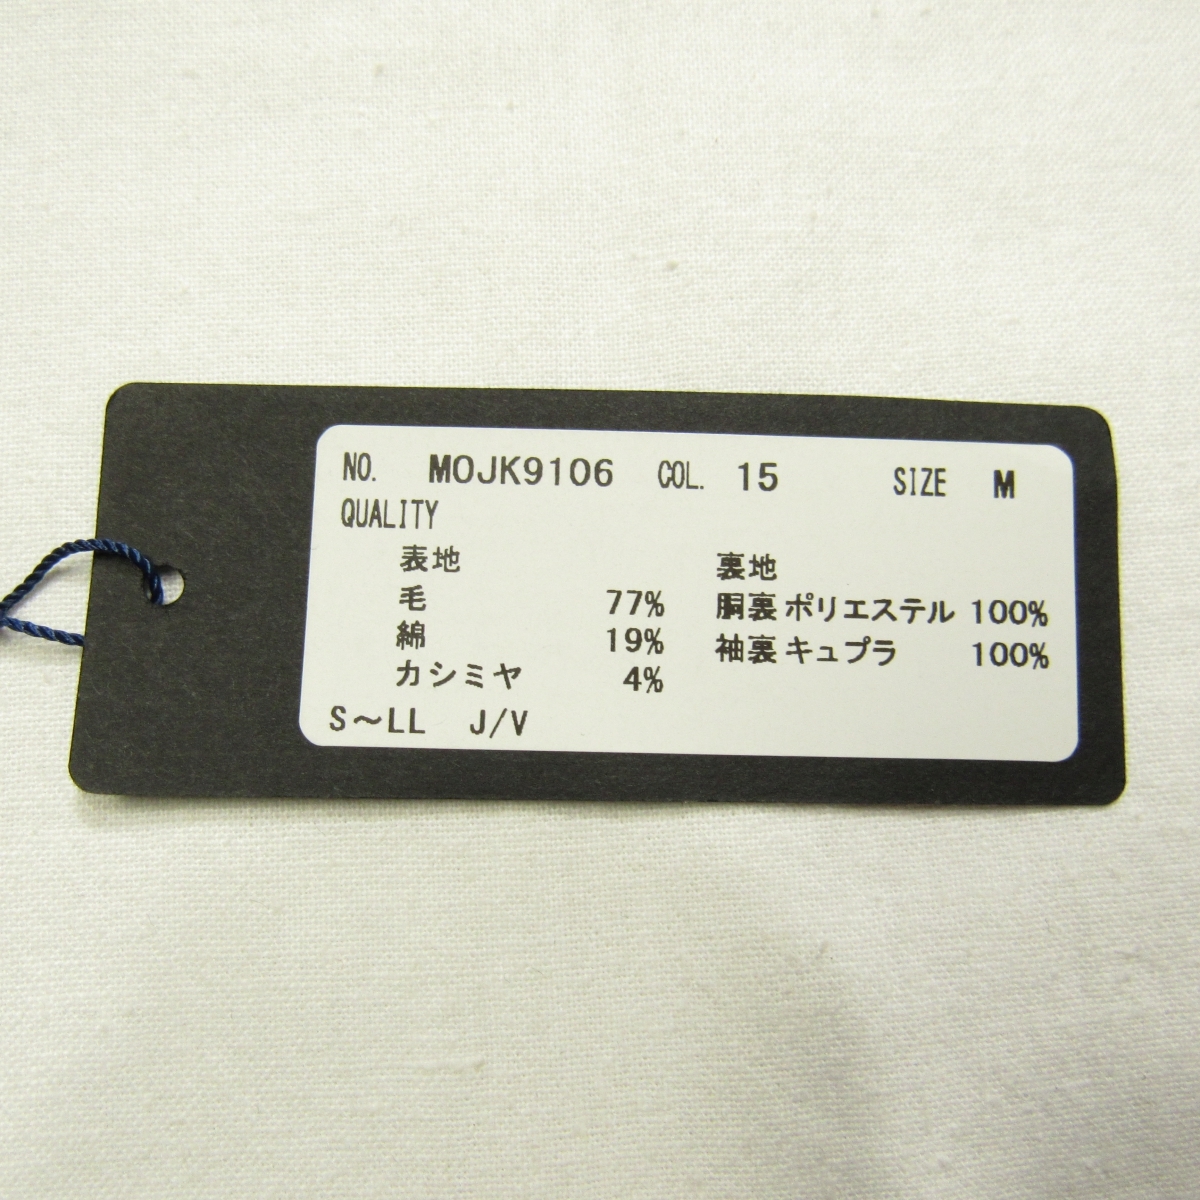 NO. MOJK9106 COL. 15 SIZE M
QUALITY
表地
毛 77%
綿 19%
カシミヤ 4%
裏地
胴裏 ポリエステル 100%
袖裏 キュプラ 100%
S～LL J/V